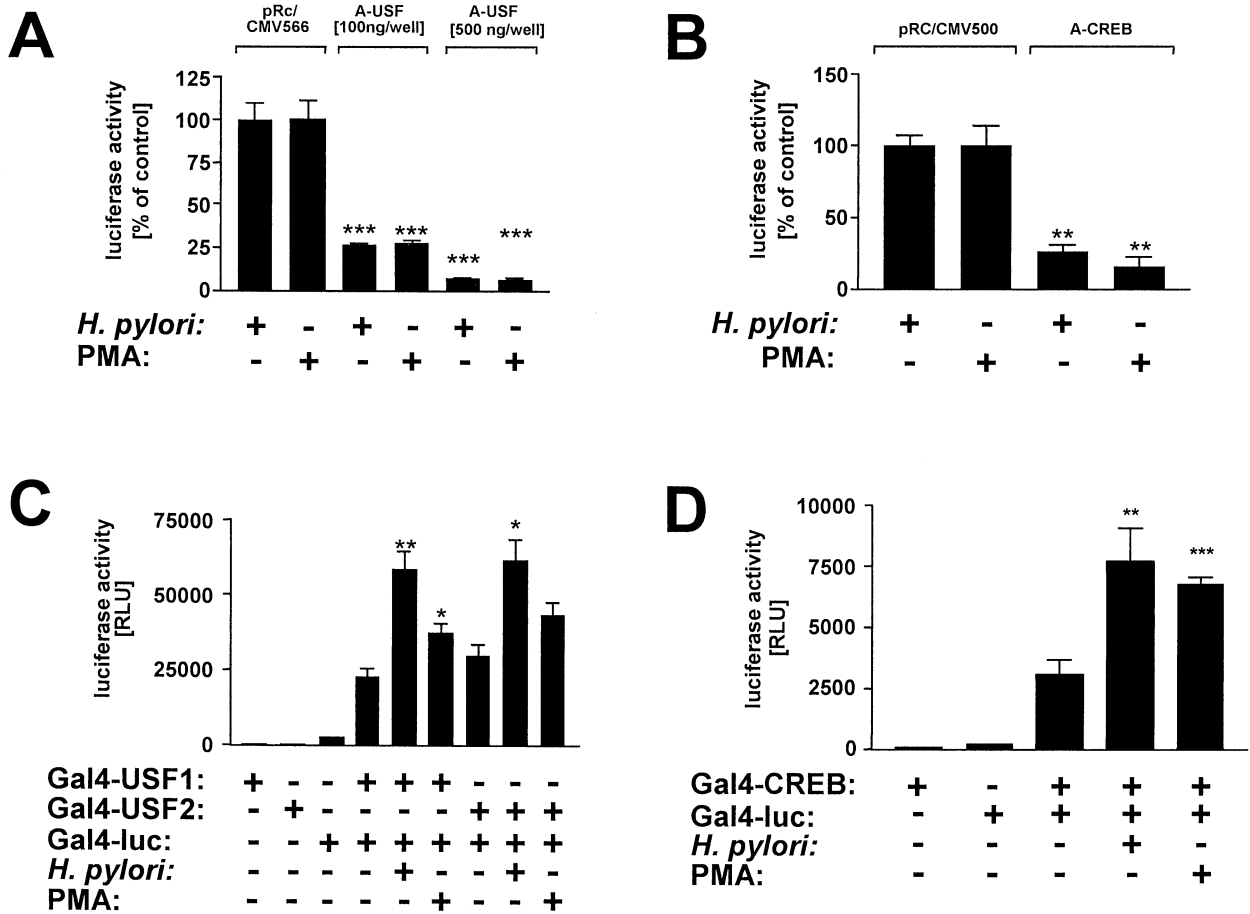 A
pRc/
CMV566
A-USF
[100ng/well]
A-USF
[500 ng/well]
luciferase activity
[% of control]
125
100
75
50
25
0
*** *** *** ***
H. pylori: + - + - + -
PMA: - + - + - +
B
pRC/CMV500 A-CREB
luciferase activity
[% of control]
150
100
50
0
** **
H. pylori: + - + -
PMA: - + - +
C
luciferase activity
[RLU]
75000
50000
25000
0
** * *
Gal4-USF1: + - - + + + - - -
Gal4-USF2: - + - - - - + + +
Gal4-luc: - - + + + + + + +
H. pylori: - - - - + - - + -
PMA: - - - - - + - - +
D
luciferase activity
[RLU]
10000
7500
5000
2500
0
** ***
Gal4-CREB: + - + + +
Gal4-luc: - + + + +
H. pylori: - - - + -
PMA: - - - - +